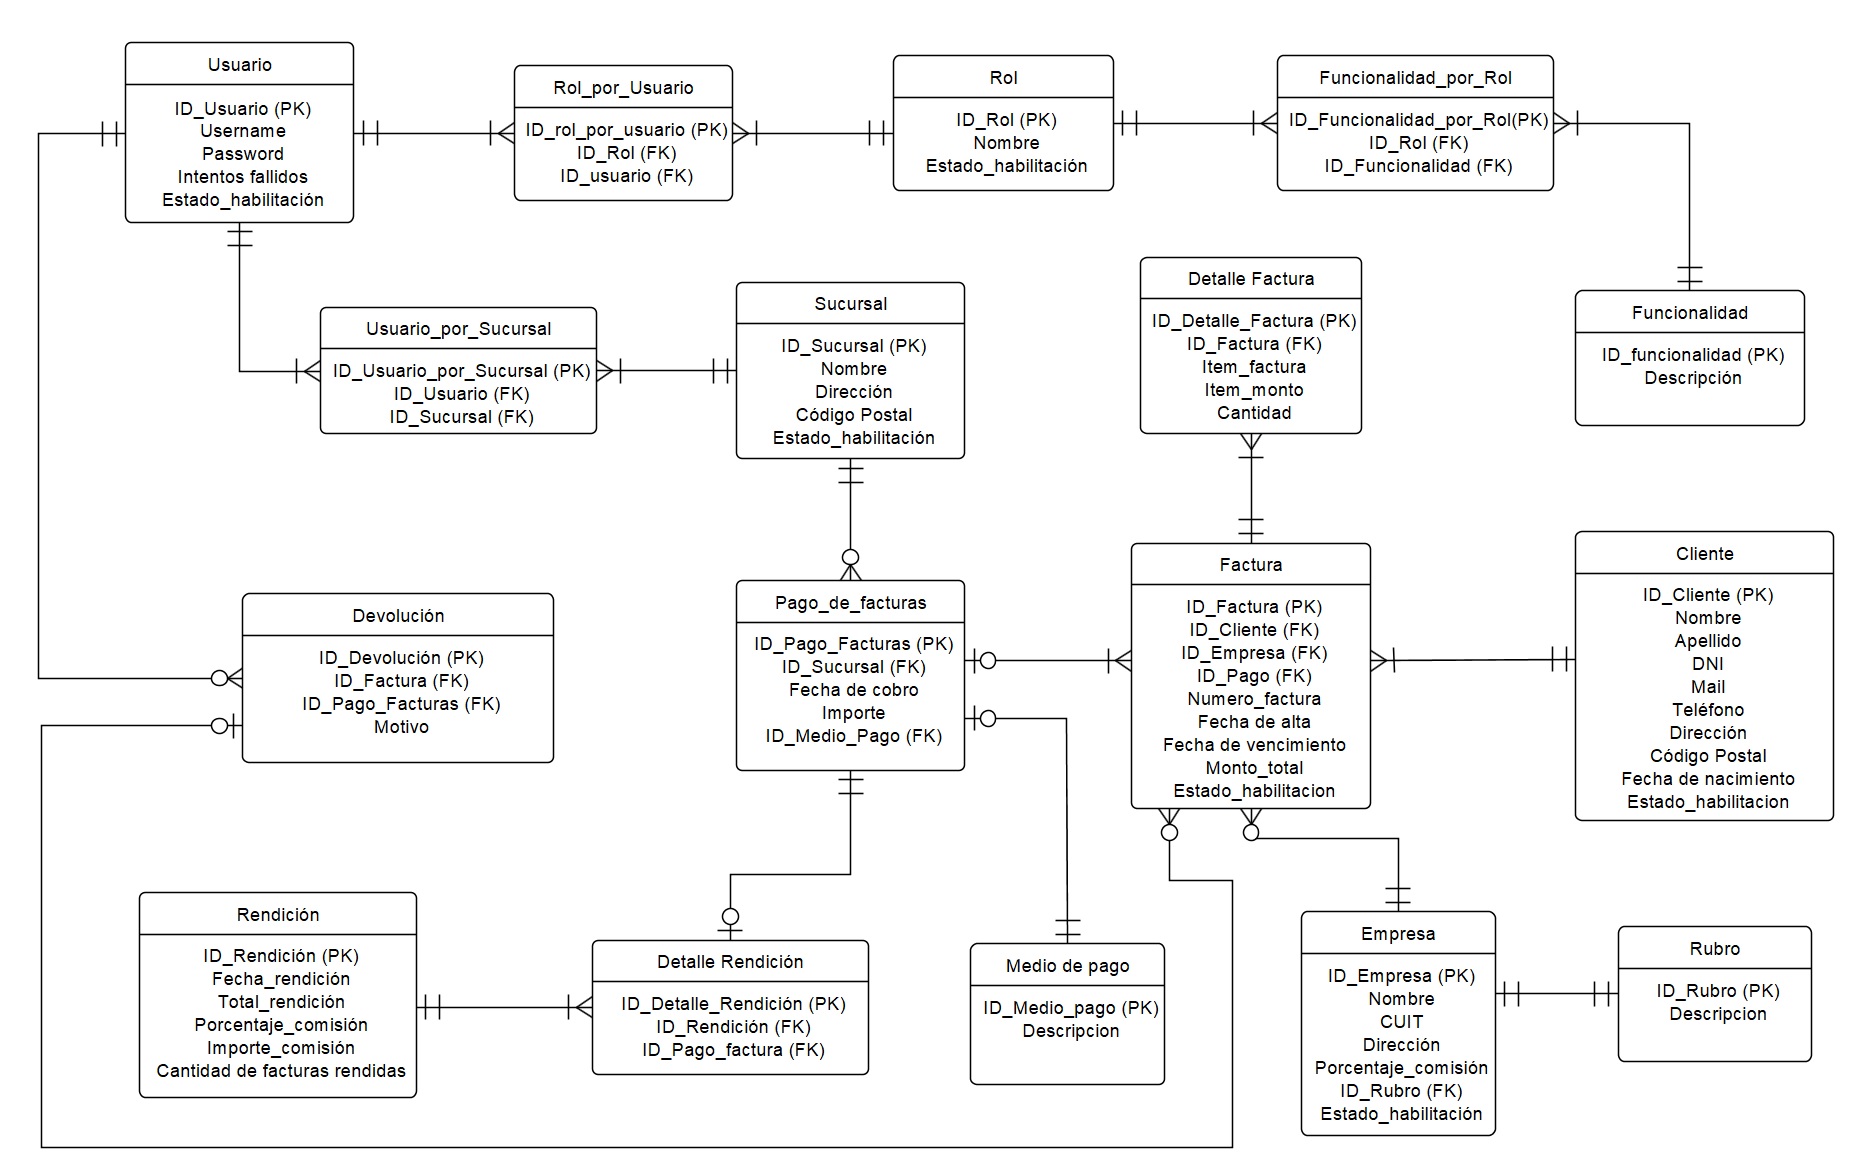 Usuario
ID_Usuario (PK)
Username
Password
Intentos fallidos
Estado_habilitación
Rol_por_Usuario
ID_rol_por_usuario (PK)
ID_Rol (FK)
ID_usuario (FK)
Rol
ID_Rol (PK)
Nombre
Estado_habilitación
Funcionalidad_por_Rol
ID_Funcionalidad_por_Rol(PK)
ID_Rol (FK)
ID_Funcionalidad (FK)
Usuario_por_Sucursal
ID_Usuario_por_Sucursal (PK)
ID_Usuario (FK)
ID_Sucursal (FK)
Sucursal
ID_Sucursal (PK)
Nombre
Dirección
Código Postal
Estado_habilitación
Detalle Factura
ID_Detalle_Factura (PK)
ID_Factura (FK)
Item_factura
Item_monto
Cantidad
Funcionalidad
ID_funcionalidad (PK)
Descripción
Devolución
ID_Devolución (PK)
ID_Factura (FK)
ID_Pago_Facturas (FK)
Motivo
Pago_de_facturas
ID_Pago_Facturas (PK)
ID_Sucursal (FK)
Fecha de cobro
Importe
ID_Medio_Pago (FK)
Factura
ID_Factura (PK)
ID_Cliente (FK)
ID_Empresa (FK)
ID_Pago (FK)
Numero_factura
Fecha de alta
Fecha de vencimiento
Monto_total
Estado_habilitacion
Cliente
ID_Cliente (PK)
Nombre
Apellido
DNI
Mail
Teléfono
Dirección
Código Postal
Fecha de nacimiento
Estado_habilitacion
Rendición
ID_Rendición (PK)
Fecha_rendición
Total_rendición
Porcentaje_comisión
Importe_comisión
Cantidad de facturas rendidas
Detalle Rendición
ID_Detalle_Rendición (PK)
ID_Rendición (FK)
ID_Pago_factura (FK)
Medio de pago
ID_Medio_pago (PK)
Descripcion
Empresa
ID_Empresa (PK)
Nombre
CUIT
Dirección
Porcentaje_comisión
ID_Rubro (FK)
Estado_habilitación
Rubro
ID_Rubro (PK)
Descripcion